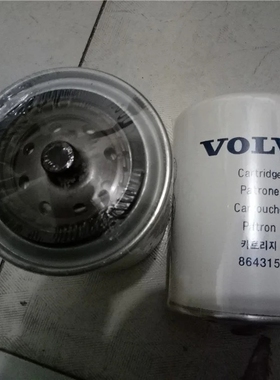 VOLV
Cartridge
Patrone
Cartouche
Patron
카트리지
864315